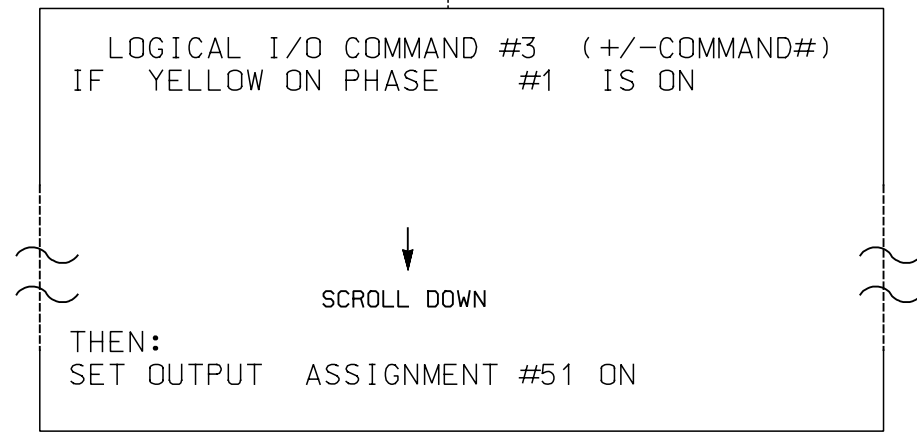 LOGICAL I/O COMMAND #3 (+/-COMMAND#)
IF YELLOW ON PHASE #1 IS ON
SCROLL DOWN
THEN:
SET OUTPUT ASSIGNMENT #51 ON